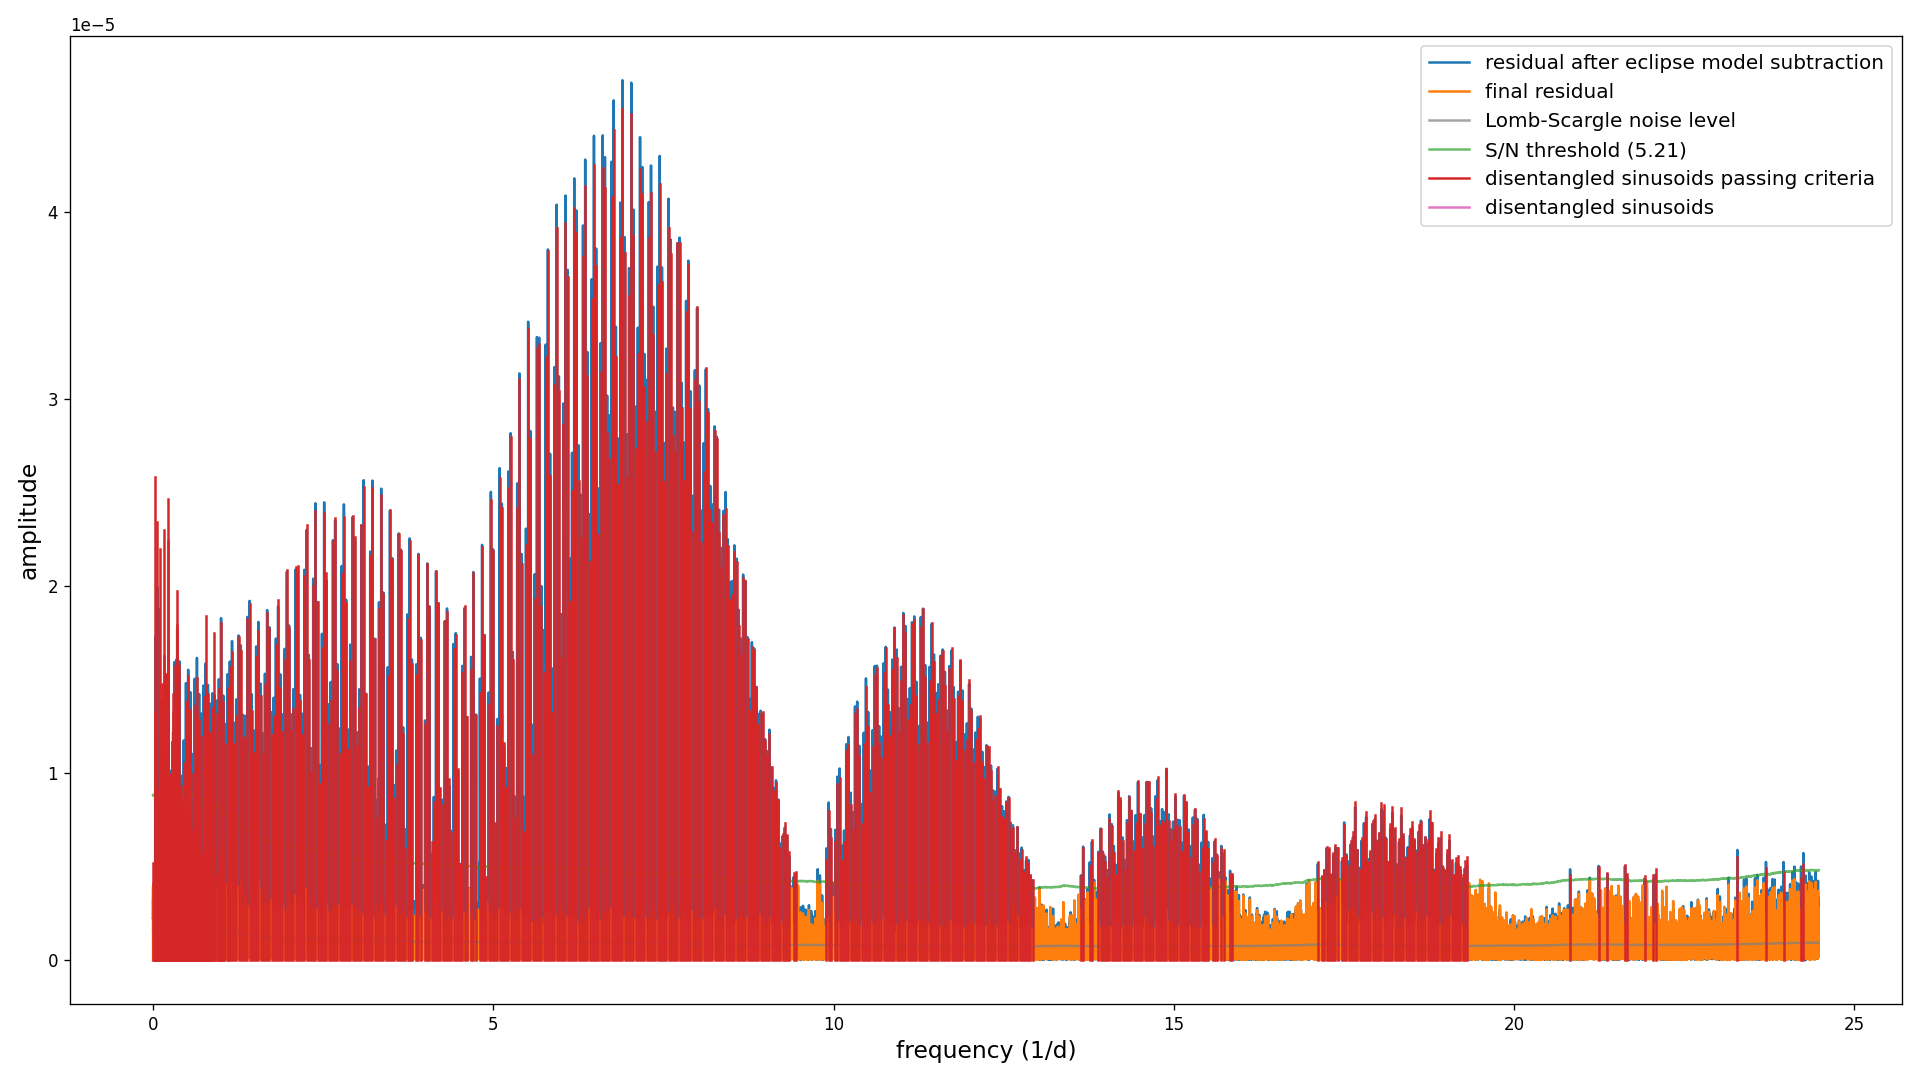 1e−5
residual after eclipse model subtraction
final residual
Lomb-Scargle noise level
S/N threshold (5.21)
disentangled sinusoids passing criteria
disentangled sinusoids
4
3
2
1
0
amplitude
0 5 10 15 20 25
frequency (1/d)